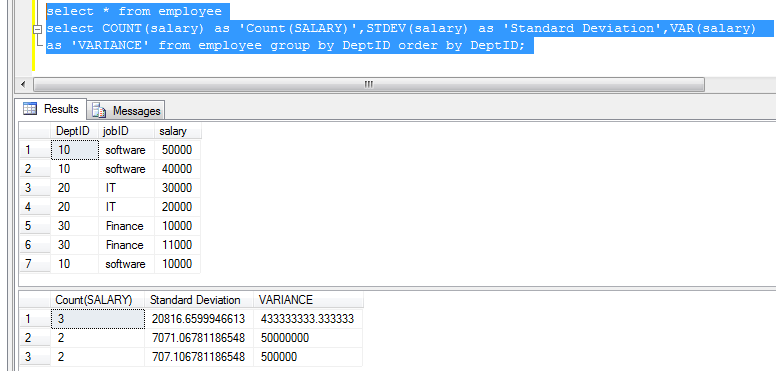 select * from employee
select COUNT(salary) as 'Count(SALARY)',STDEV(salary) as 'Standard Deviation',VAR(salary)
as 'VARIANCE' from employee group by DeptID order by DeptID;
Results Messages
DeptID jobID salary
1 10 software 50000
2 10 software 40000
3 20 IT 30000
4 20 IT 20000
5 30 Finance 10000
6 30 Finance 11000
7 10 software 10000
Count(SALARY) Standard Deviation VARIANCE
1 3 20816.6599946613 433333333.333333
2 2 7071.06781186548 50000000
3 2 707.106781186548 500000